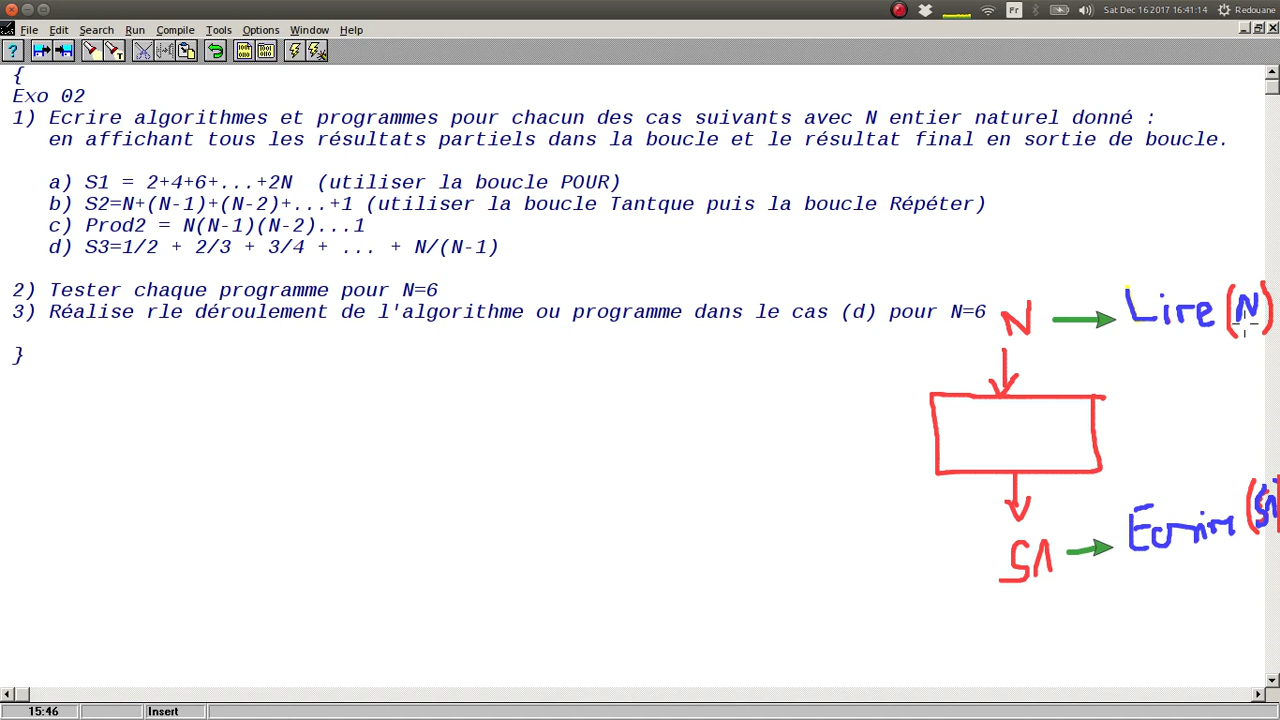 Fr Sat Dec 16 2017 16:41:14 Redouane
File Edit Search Run Compile Tools Options Window Help
{
Exo 02
1) Ecrire algorithmes et programmes pour chacun des cas suivants avec N entier naturel donné :
en affichant tous les résultats partiels dans la boucle et le résultat final en sortie de boucle.
a) S1 = 2+4+6+...+2N (utiliser la boucle POUR)
b) S2=N+(N-1)+(N-2)+...+1 (utiliser la boucle Tantque puis la boucle Répéter)
c) Prod2 = N(N-1)(N-2)...1
d) S3=1/2 + 2/3 + 3/4 + ... + N/(N-1)
2) Tester chaque programme pour N=6
3) Réalise rle déroulement de l'algorithme ou programme dans le cas (d) pour N=6
N Lire (N)
}
S1 Ecrire (S1
15:46 Insert